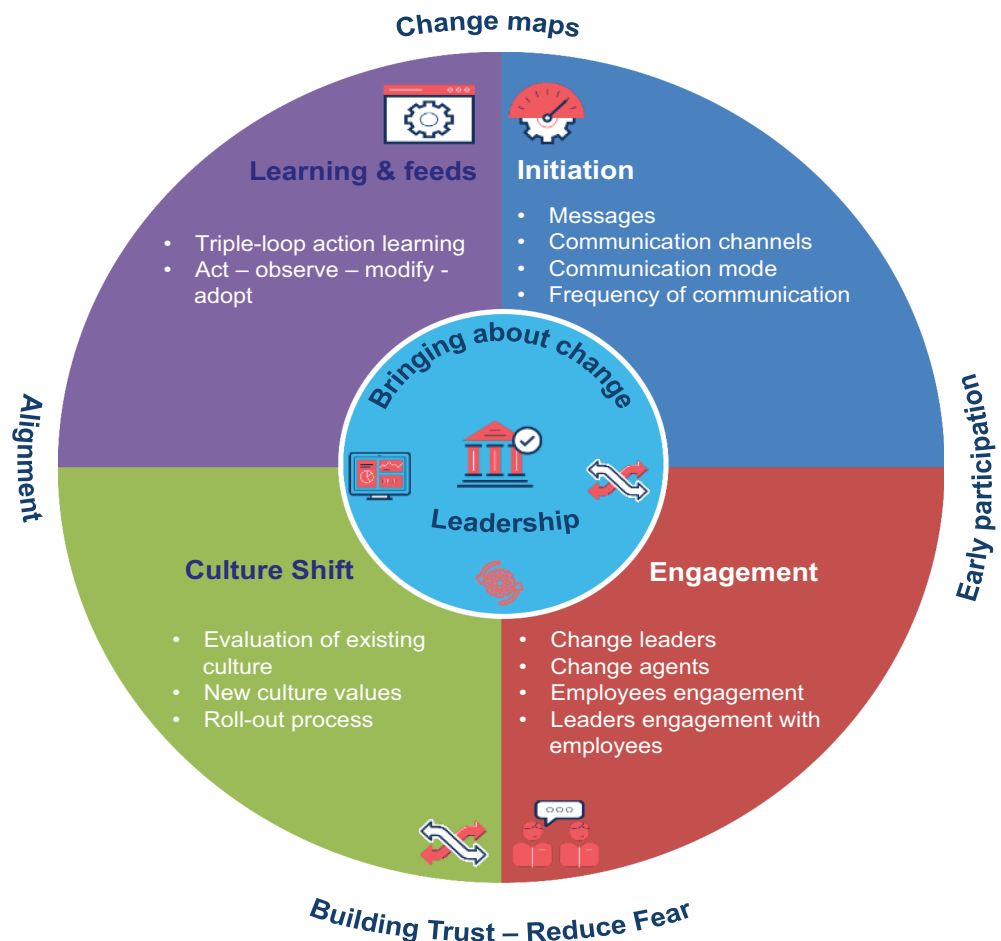 Change maps
Learning & feeds
• Triple-loop action learning
• Act – observe – modify -
adopt
Initiation
• Messages
• Communication channels
• Communication mode
• Frequency of communication
Bringing about change
Leadership
Alignment
Early participation
Culture Shift
• Evaluation of existing
culture
• New culture values
• Roll-out process
Engagement
• Change leaders
• Change agents
• Employees engagement
• Leaders engagement with
employees
Building Trust – Reduce Fear